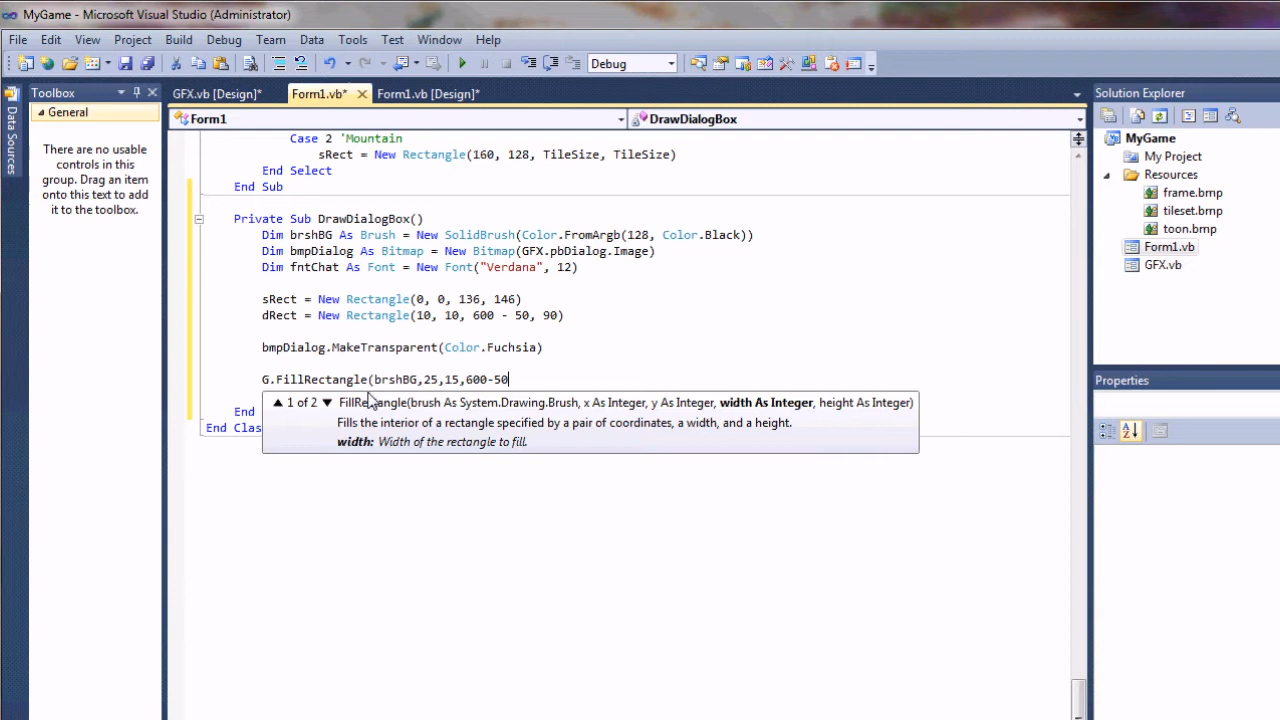 MyGame - Microsoft Visual Studio (Administrator)
File Edit View Project Build Debug Team Data Tools Test Window Help
Debug
Data Sources
Toolbox
General
There are no usable
controls in this
group. Drag an item
onto this text to add
it to the toolbox.
GFX.vb [Design]* Form1.vb* Form1.vb [Design]*
Form1 DrawDialogBox
Case 2 'Mountain
sRect = New Rectangle(160, 128, TileSize, TileSize)
End Select
End Sub
Private Sub DrawDialogBox()
Dim brshBG As Brush = New SolidBrush(Color.FromArgb(128, Color.Black))
Dim bmpDialog As Bitmap = New Bitmap(GFX.pbDialog.Image)
Dim fntChat As Font = New Font("Verdana", 12)
sRect = New Rectangle(0, 0, 136, 146)
dRect = New Rectangle(10, 10, 600 - 50, 90)
bmpDialog.MakeTransparent(Color.Fuchsia)
G.FillRectangle(brshBG,25,15,600-50
1 of 2 FillRectangle(brush As System.Drawing.Brush, x As Integer, y As Integer, width As Integer, height As Integer)
Fills the interior of a rectangle specified by a pair of coordinates, a width, and a height.
width: Width of the rectangle to fill.
End
End Clas
Solution Explorer
MyGame
My Project
Resources
frame.bmp
tileset.bmp
toon.bmp
Form1.vb
GFX.vb
Properties